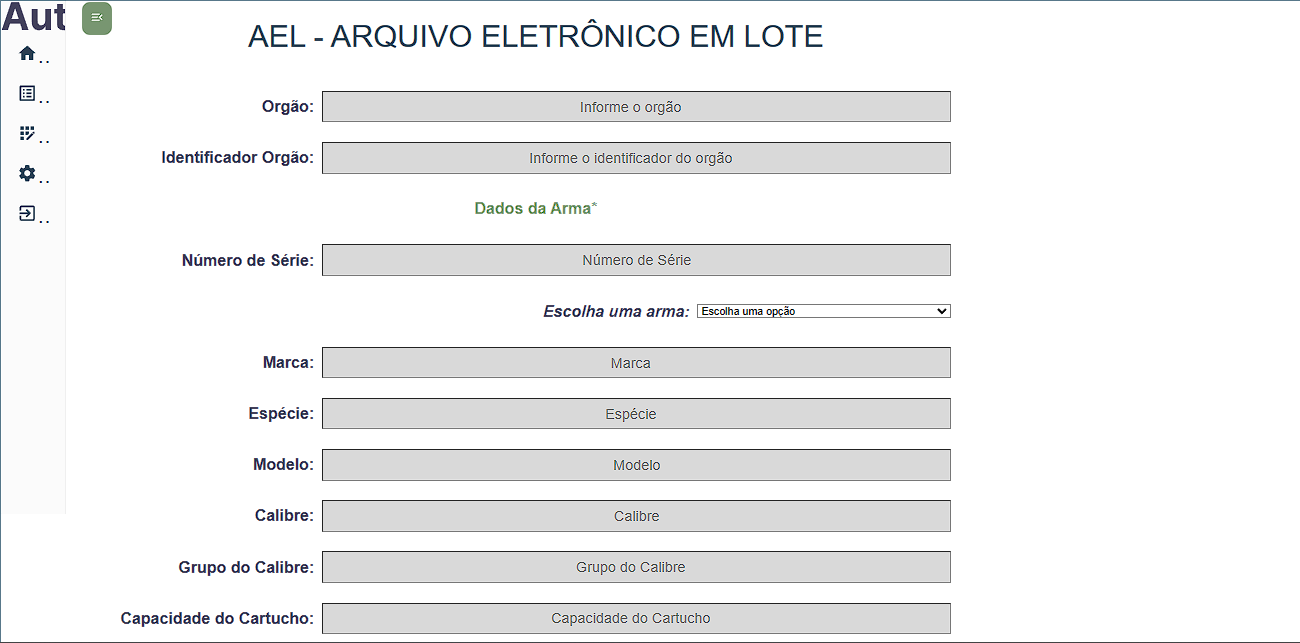 Aut
AEL - ARQUIVO ELETRÔNICO EM LOTE
..
..
..
..
..
Orgão: Informe o orgão
Identificador Orgão: Informe o identificador do orgão
Dados da Arma*
Número de Série: Número de Série
Escolha uma arma: Escolha uma opção
Marca: Marca
Espécie: Espécie
Modelo: Modelo
Calibre: Calibre
Grupo do Calibre: Grupo do Calibre
Capacidade do Cartucho: Capacidade do Cartucho